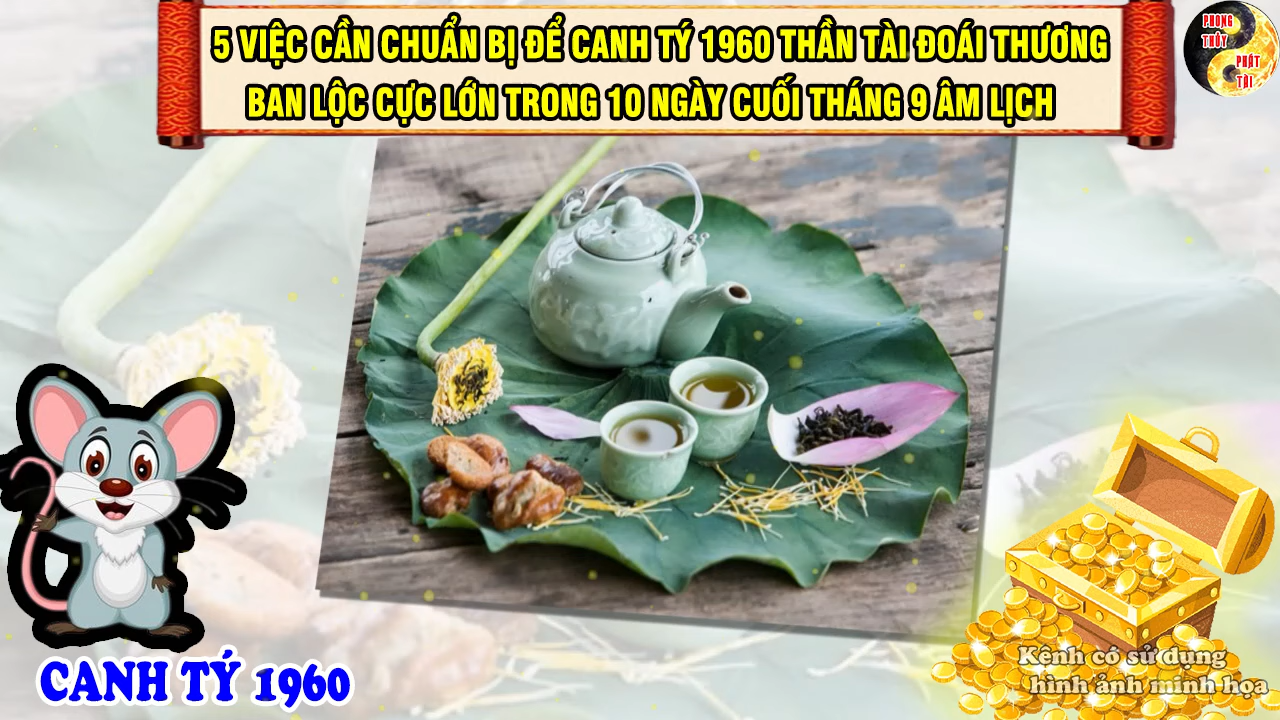 5 VIỆC CẦN CHUẨN BỊ ĐỂ CANH TÝ 1960 THẦN TÀI ĐOÁI THƯƠNG
BAN LỘC CỰC LỚN TRONG 10 NGÀY CUỐI THÁNG 9 ÂM LỊCH
PHONG
THỦY
PHÁT
TÀI
CANH TÝ 1960
Kênh có sử dụng
hình ảnh minh họa